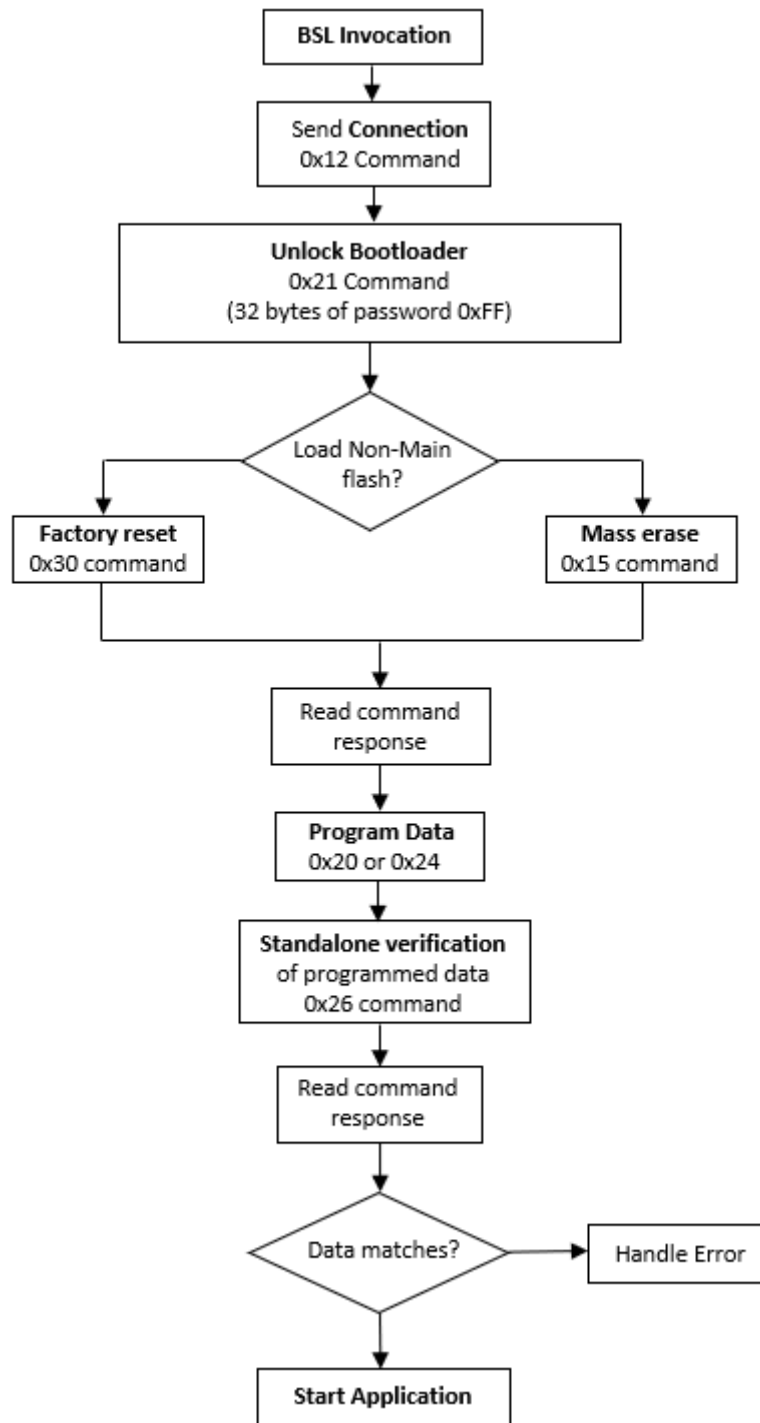 BSL Invocation
Send Connection
0x12 Command
Unlock Bootloader
0x21 Command
(32 bytes of password 0xFF)
Load Non-Main
flash?
Factory reset
0x30 command
Mass erase
0x15 command
Read command
response
Program Data
0x20 or 0x24
Standalone verification
of programmed data
0x26 command
Read command
response
Data matches?
Handle Error
Start Application